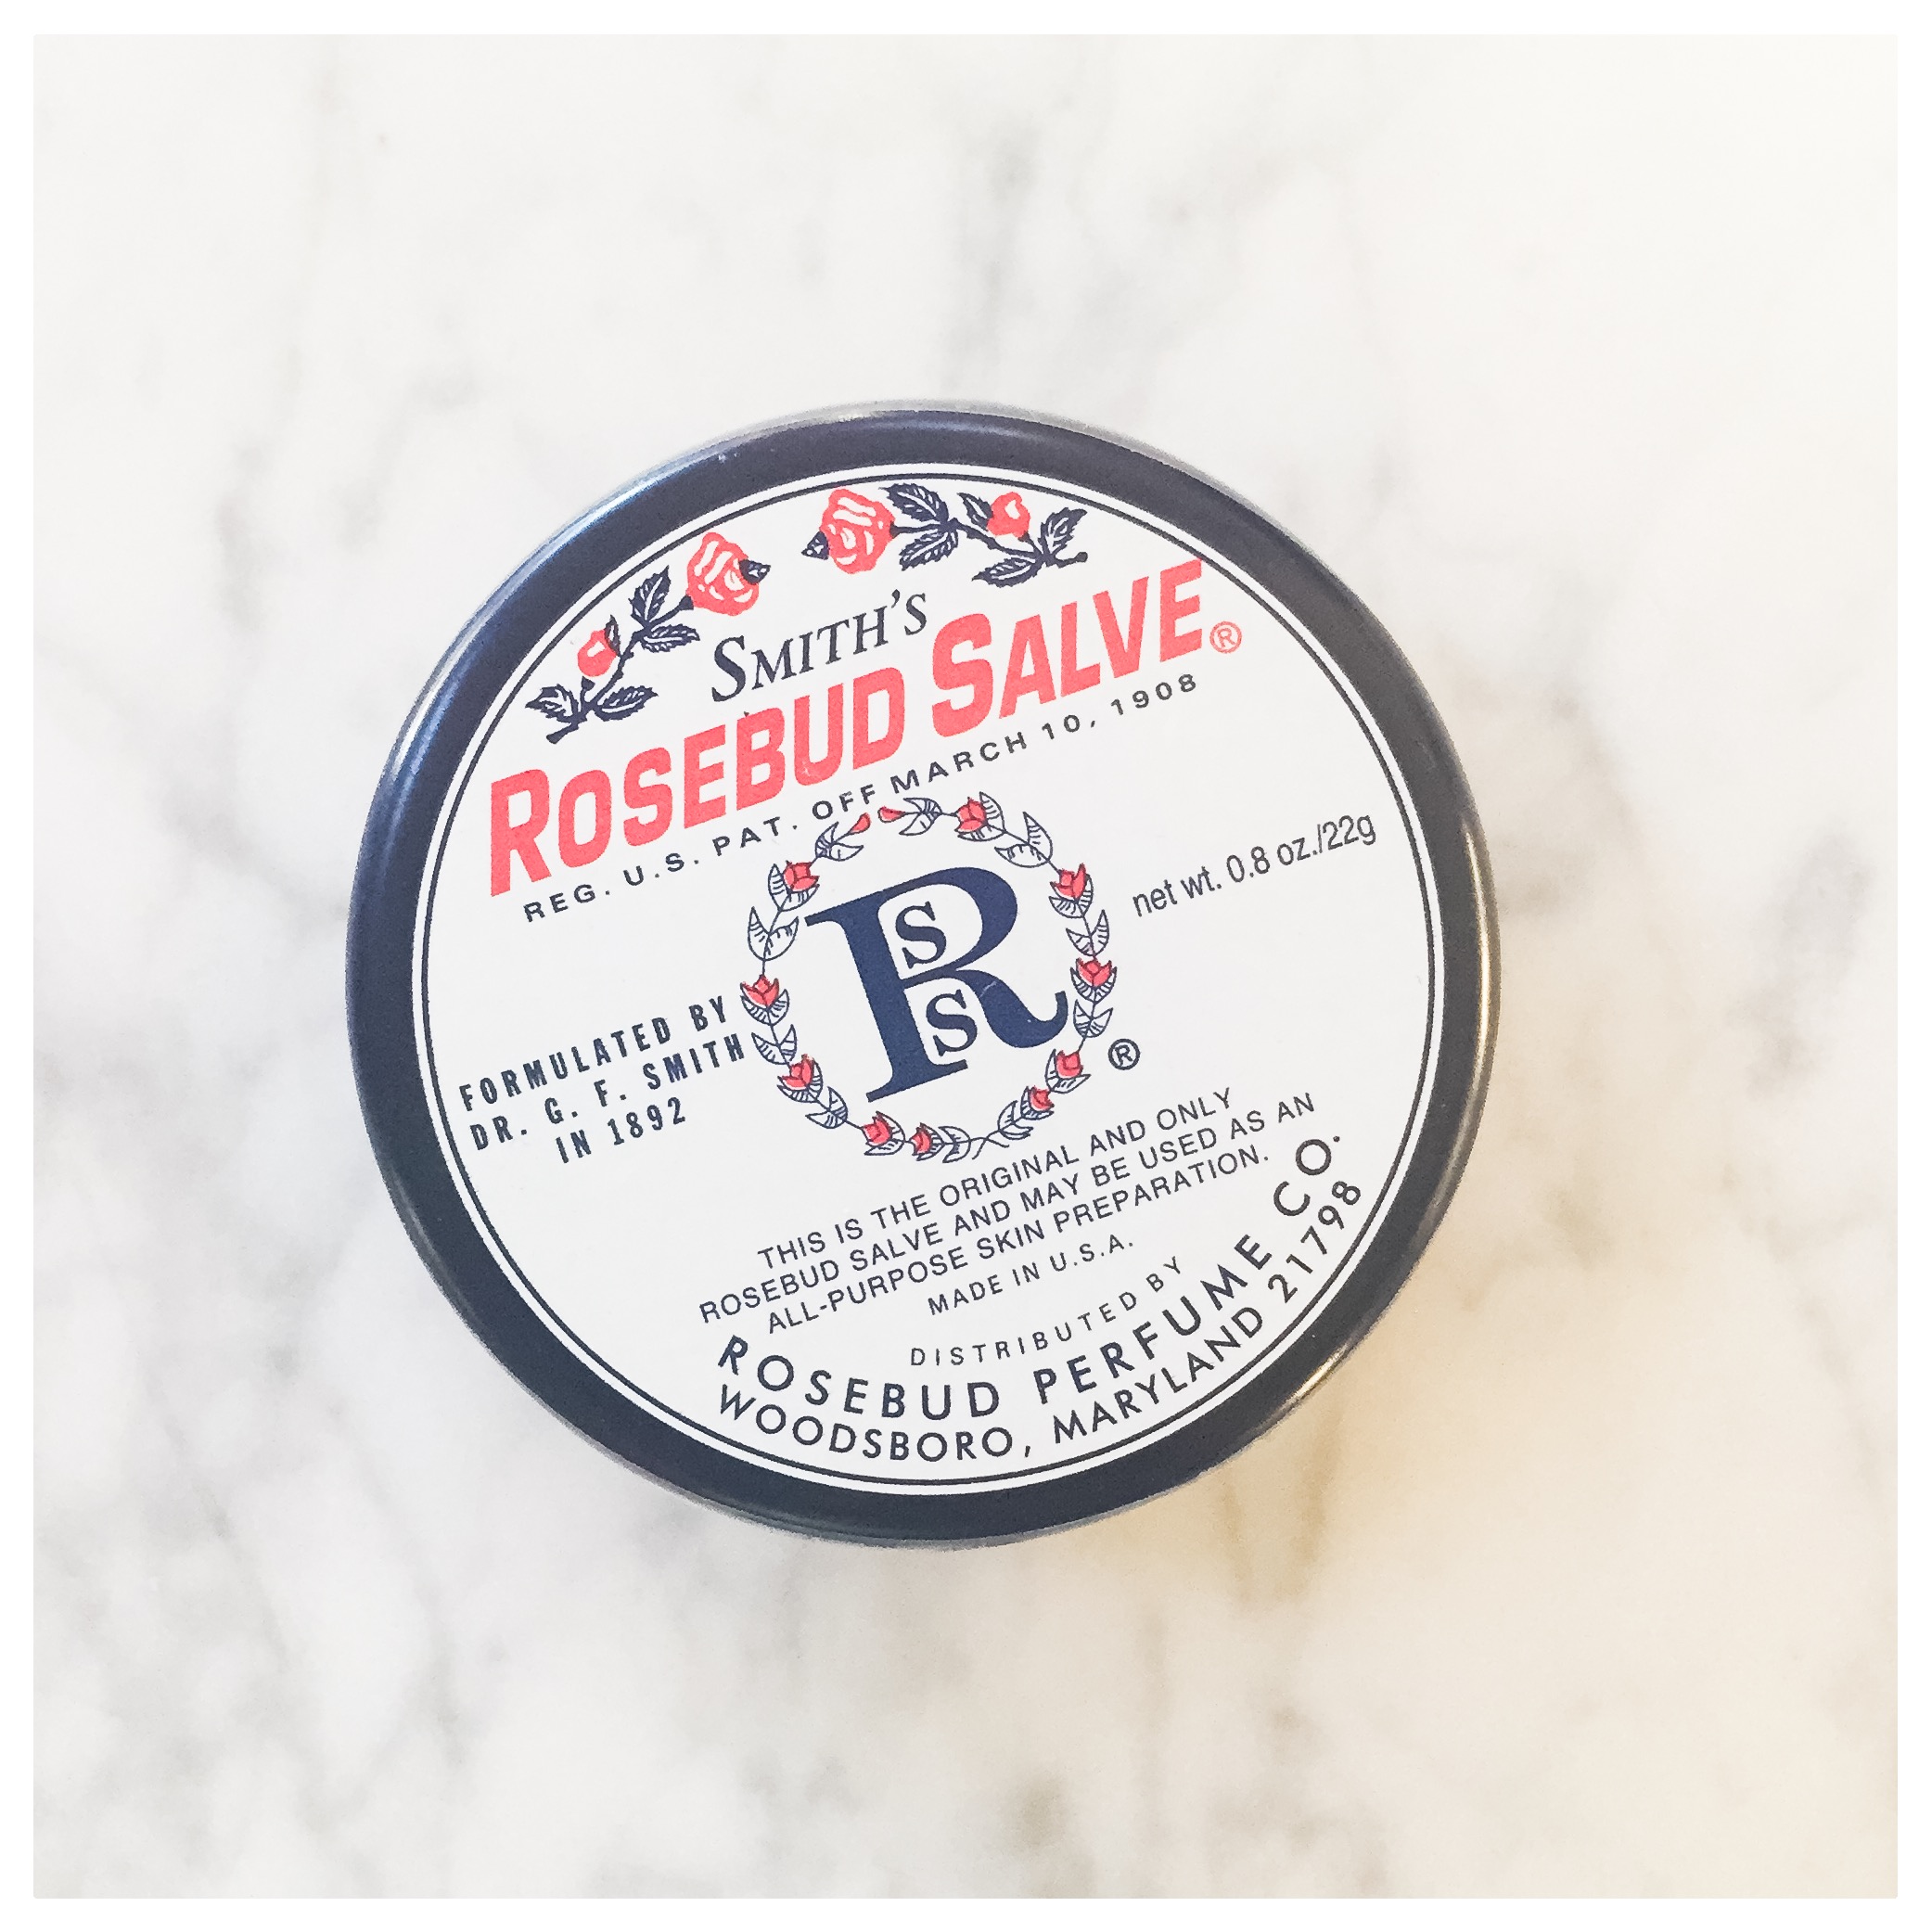 SMITH'S
ROSEBUD SALVE®
REG. U.S. PAT. OFF MARCH 10, 1908
net wt. 0.8 oz./22g
RSS
®
FORMULATED BY
DR. G. F. SMITH
IN 1892
THIS IS THE ORIGINAL AND ONLY
ROSEBUD SALVE AND MAY BE USED AS AN
ALL-PURPOSE SKIN PREPARATION.
MADE IN U.S.A.
DISTRIBUTED BY
ROSEBUD PERFUME CO.
WOODSBORO, MARYLAND 21798